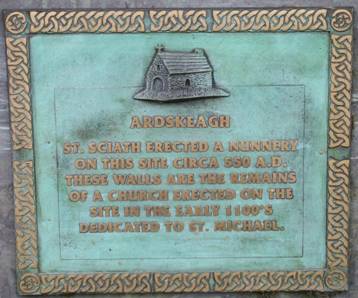 ARDSKEAGH
ST. SCIATH ERECTED A NUNNERY
ON THIS SITE CIRCA 550 A.D.
THESE WALLS ARE THE REMAINS
OF A CHURCH ERECTED ON THE
SITE IN THE EARLY 1100'S
DEDICATED TO ST. MICHAEL.